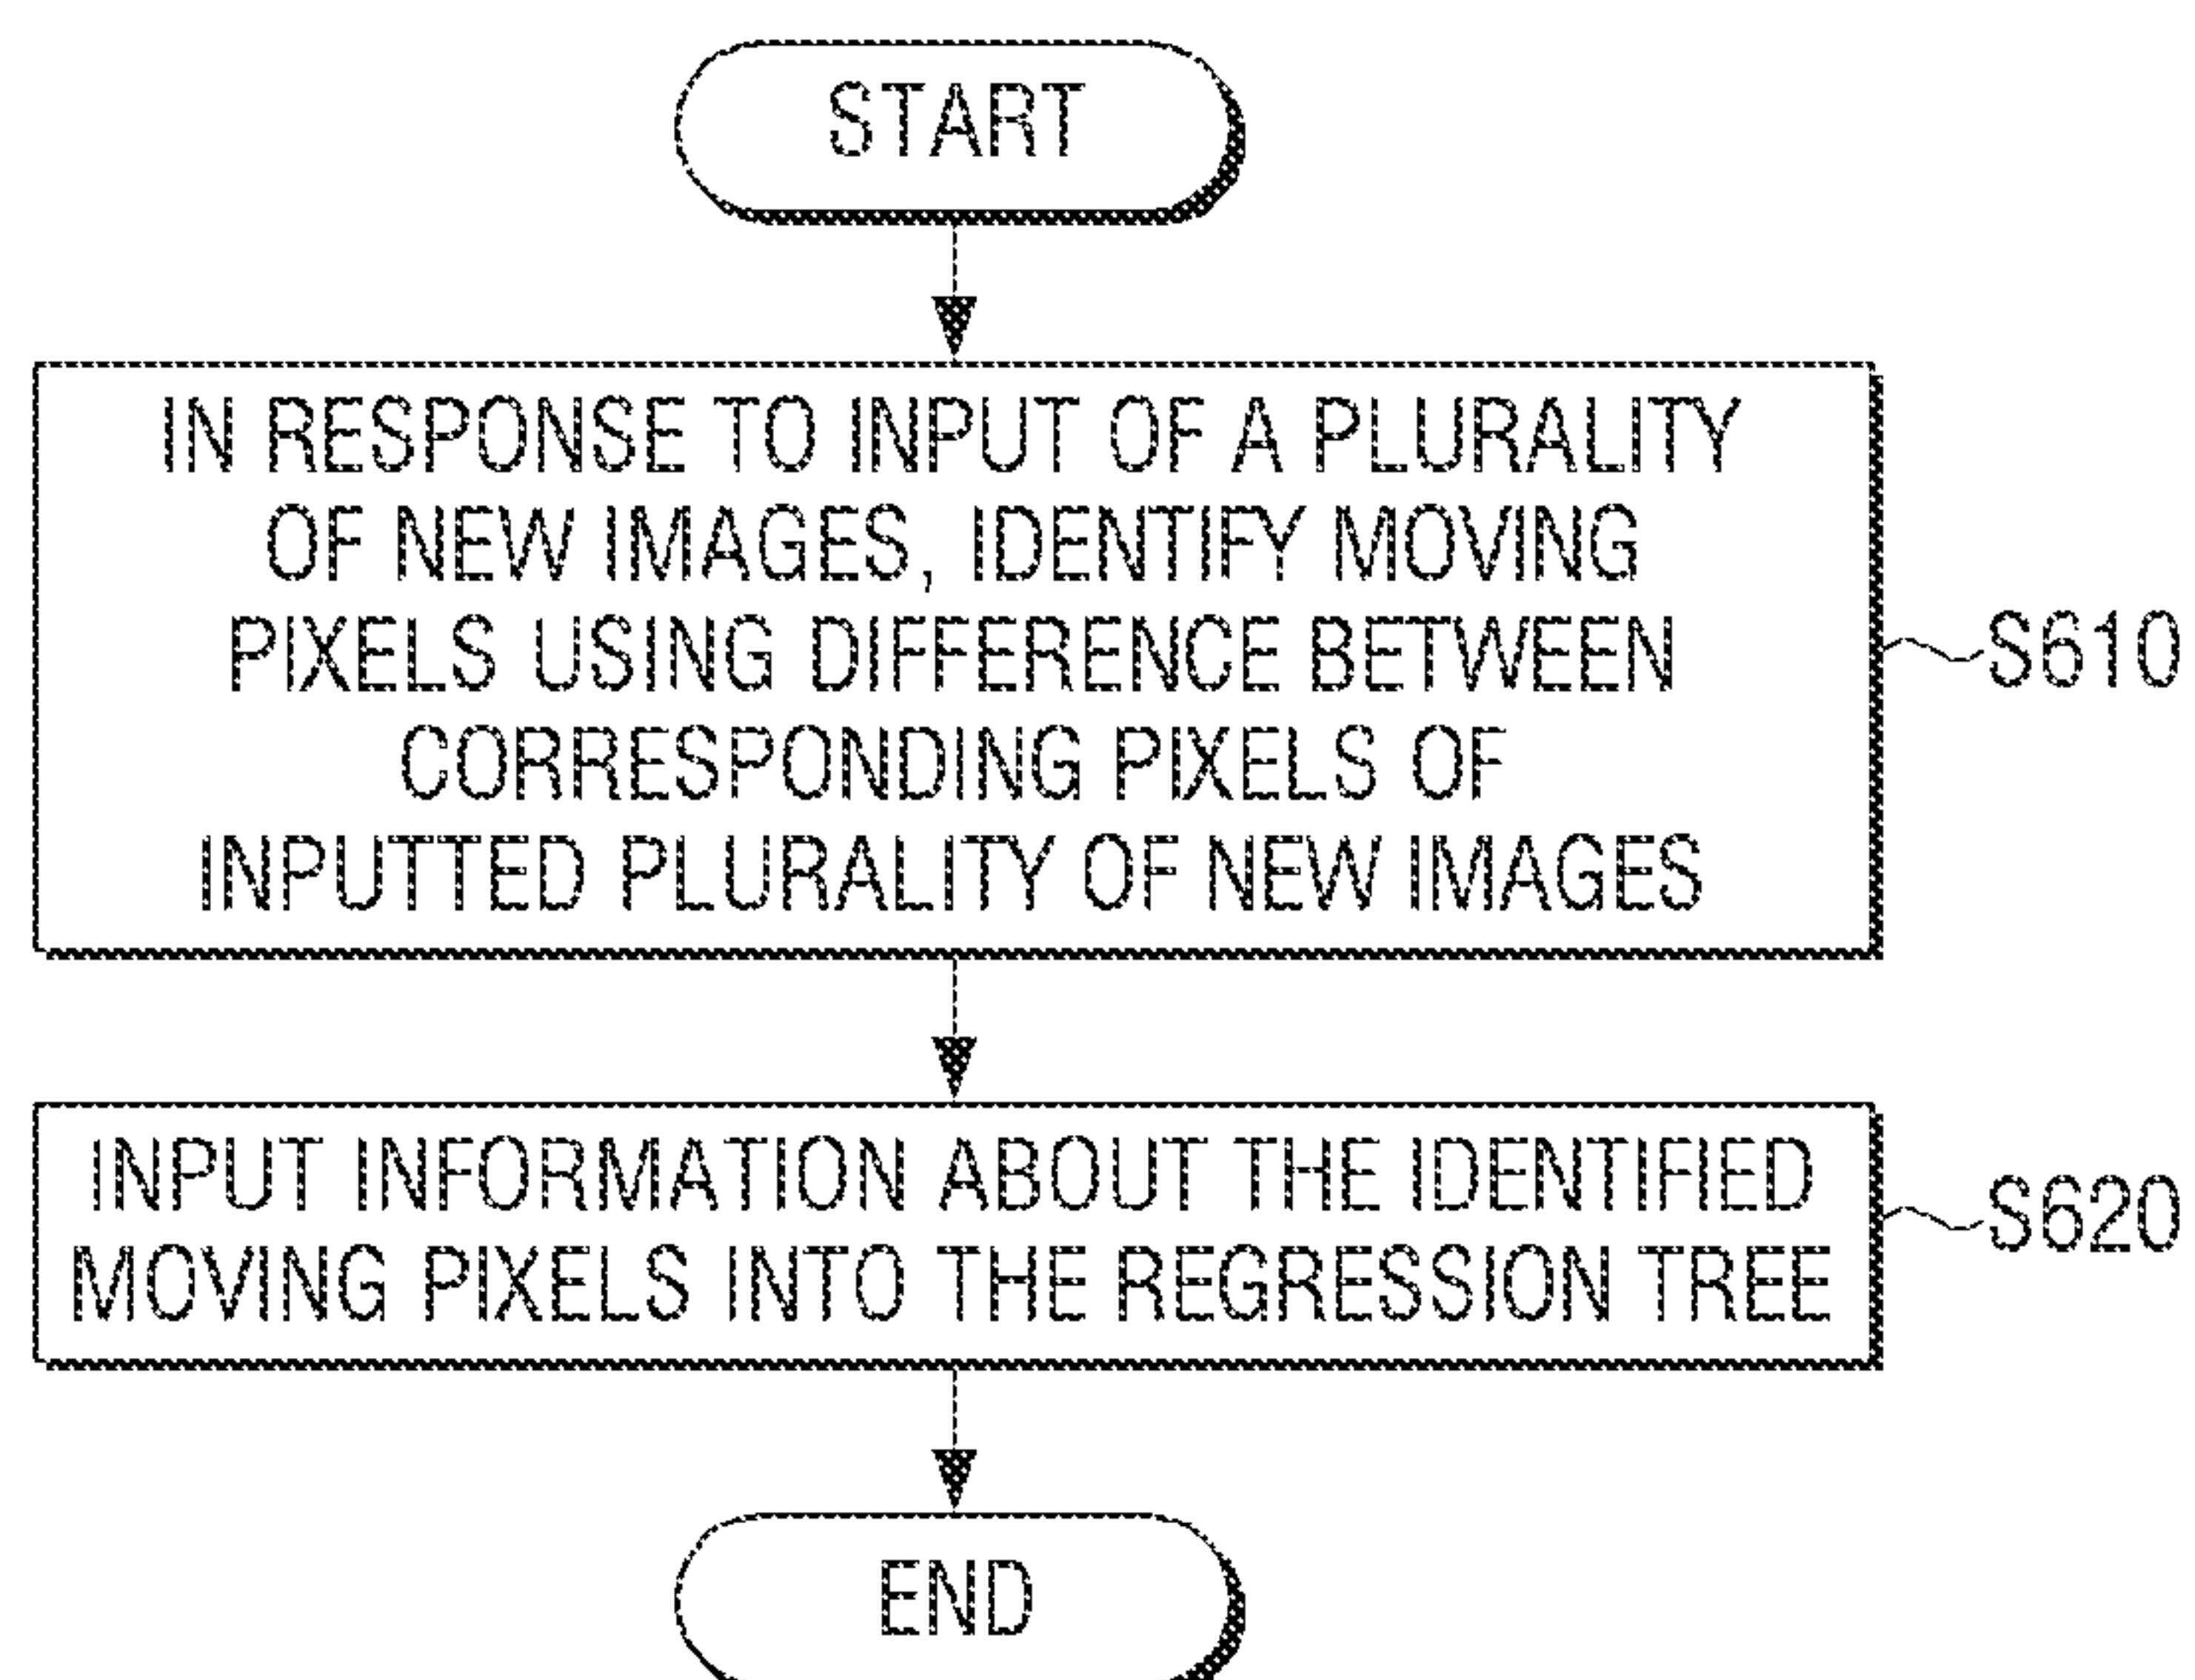 START
IN RESPONSE TO INPUT OF A PLURALITY
OF NEW IMAGES, IDENTIFY MOVING
PIXELS USING DIFFERENCE BETWEEN
CORRESPONDING PIXELS OF
INPUTTED PLURALITY OF NEW IMAGES
S610
INPUT INFORMATION ABOUT THE IDENTIFIED
MOVING PIXELS INTO THE REGRESSION TREE
S620
END